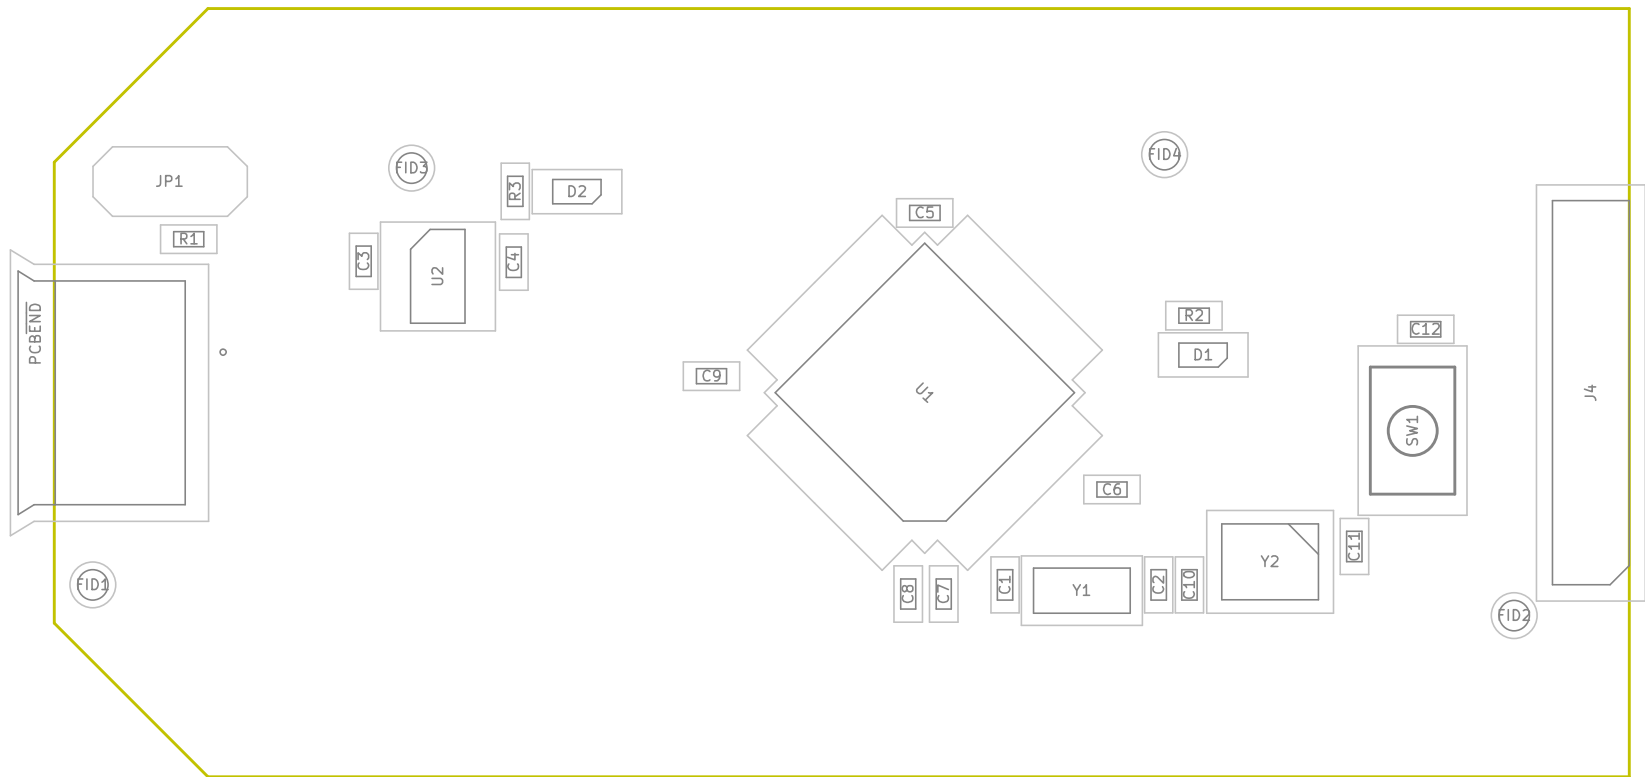 FID4
FID3
JP1
R3
D2
C5
R1
C3
U2
C4
R2
C12
PCBEND
D1
C9
U1
J4
SW1
C6
C11
Y2
FID1
C1
Y1
C2
C10
C8
C7
FID2